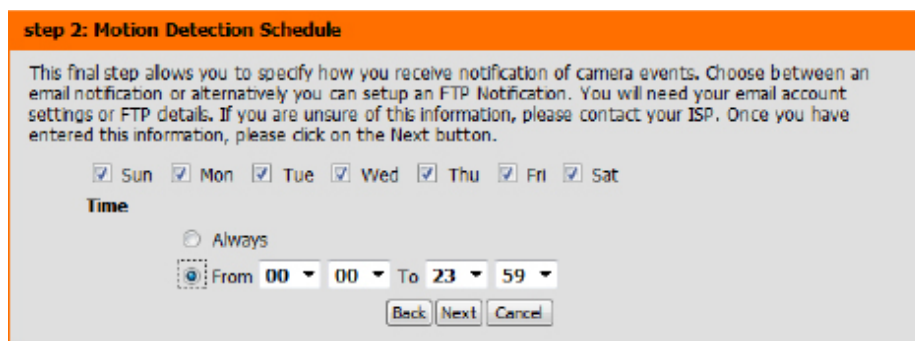 step 2: Motion Detection Schedule
This final step allows you to specify how you receive notification of camera events. Choose between an
email notification or alternatively you can setup an FTP Notification. You will need your email account
settings or FTP details. If you are unsure of this information, please contact your ISP. Once you have
entered this information, please click on the Next button.
Sun Mon Tue Wed Thu Fri Sat
Time
Always
From 00 00 To 23 59
Back Next Cancel